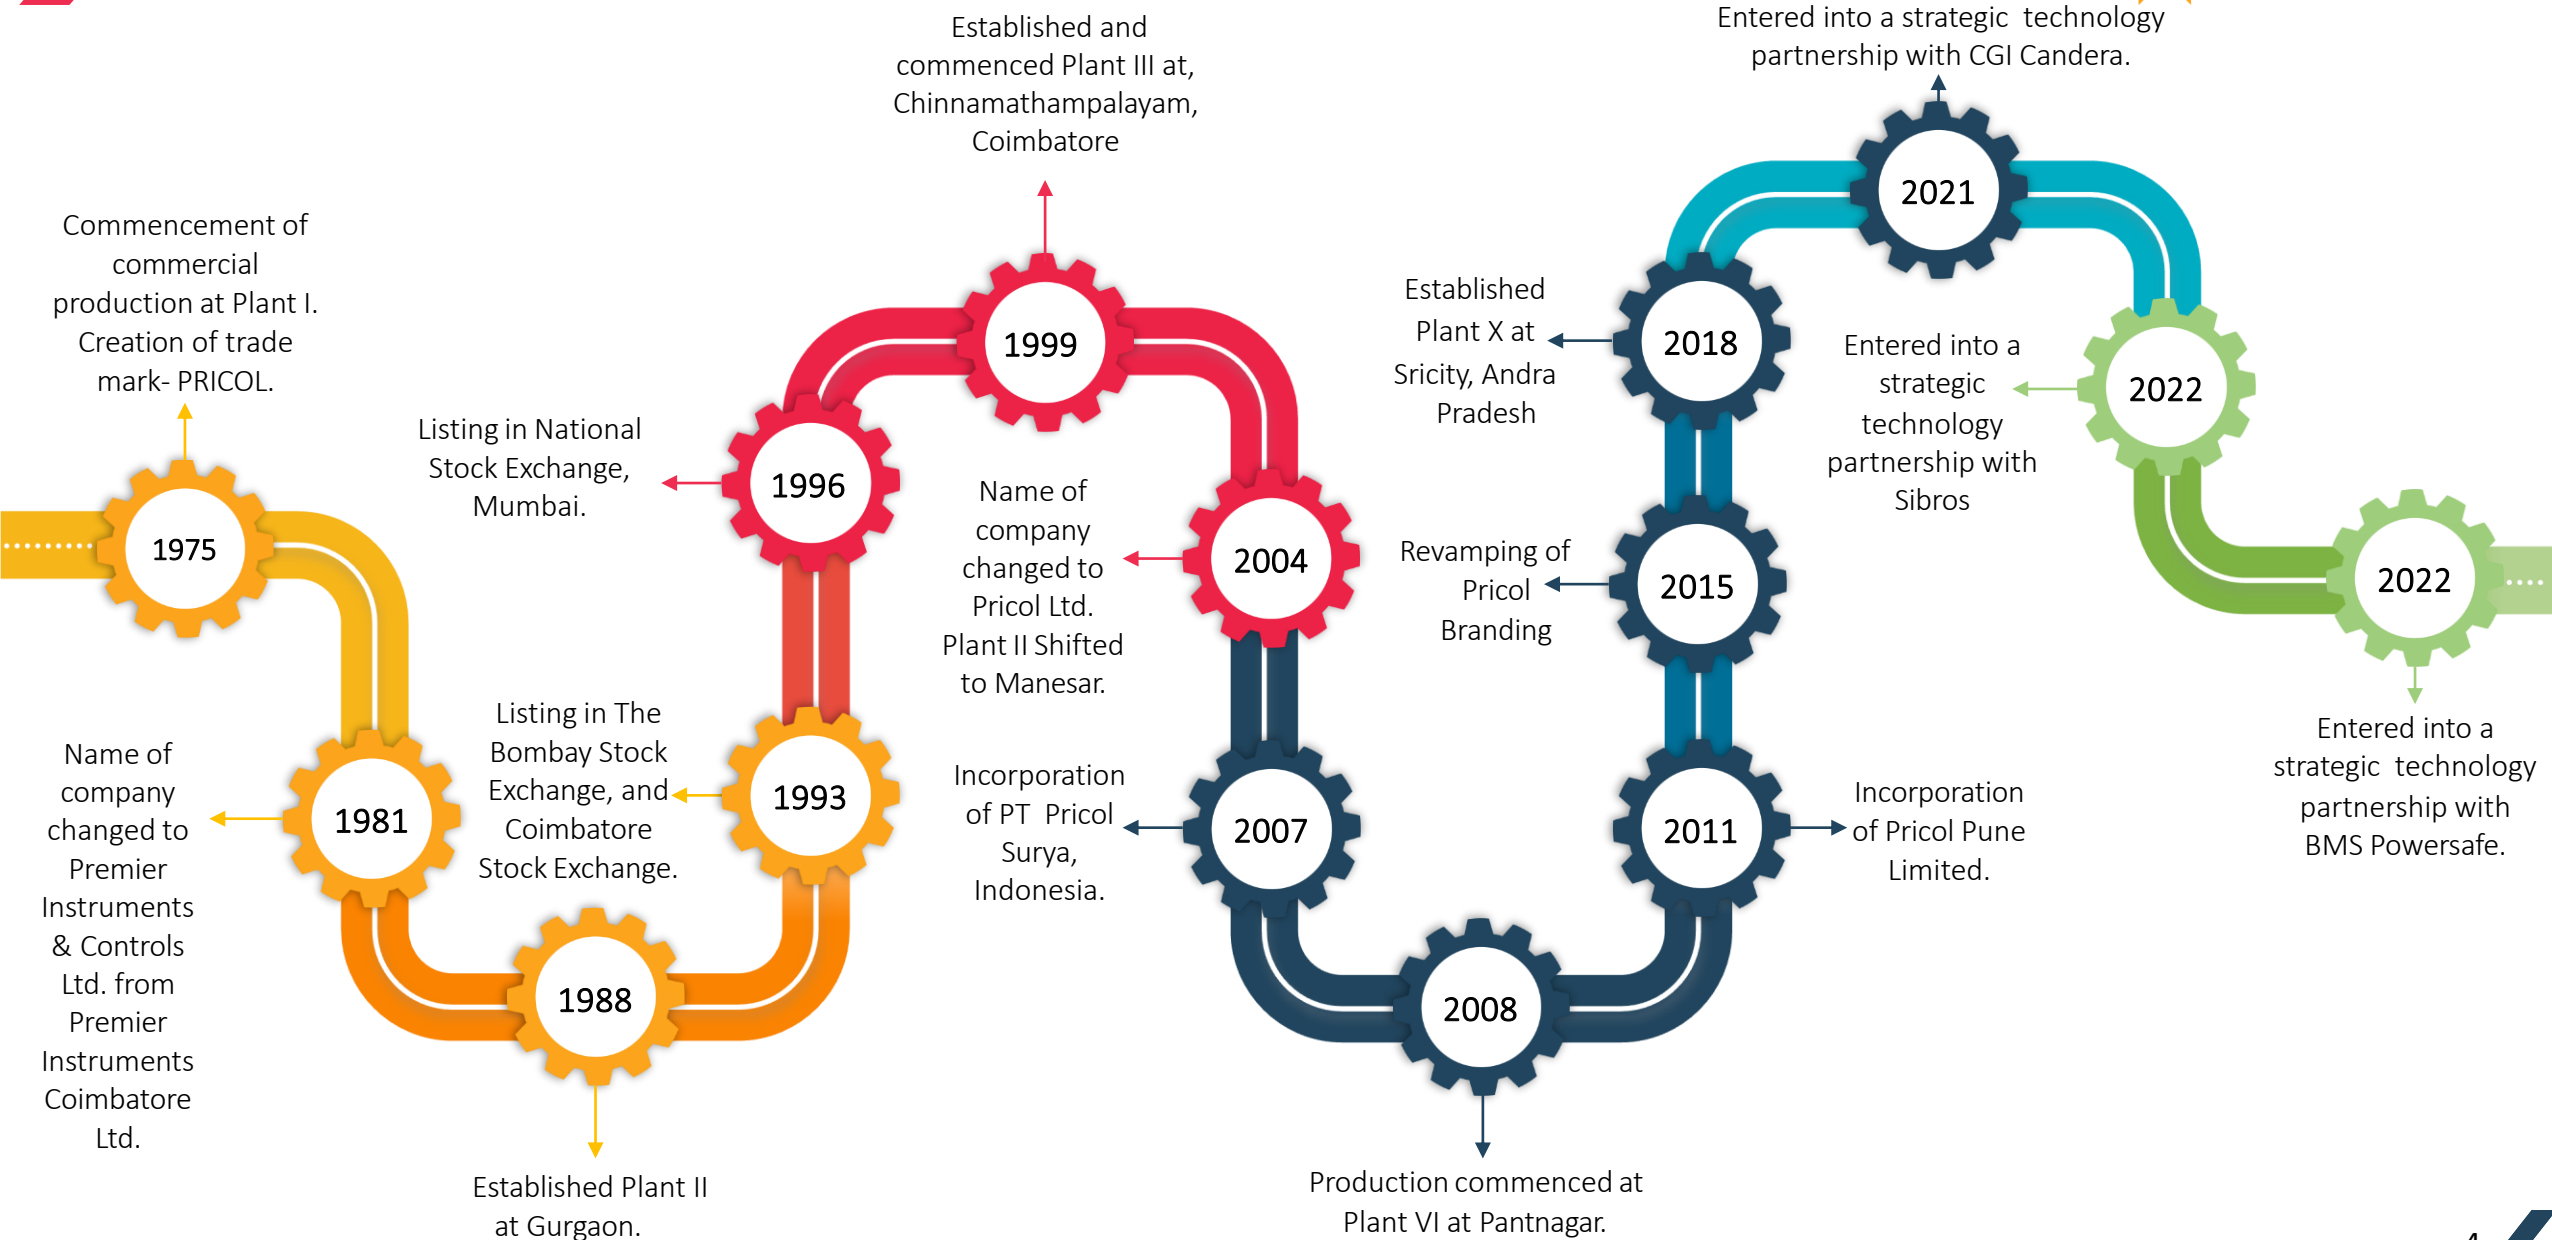 Commencement of
commercial
production at Plant I.
Creation of trade
mark- PRICOL.
1975
Name of
company
changed to
Premier
Instruments
& Controls
Ltd. from
Premier
Instruments
Coimbatore
Ltd.
1981
1988
Established Plant II
at Gurgaon.
Listing in The
Bombay Stock
Exchange, and
Coimbatore
Stock Exchange.
1993
Listing in National
Stock Exchange,
Mumbai.
1996
Established and
commenced Plant III at,
Chinnamathampalayam,
Coimbatore
1999
Name of
company
changed to
Pricol Ltd.
Plant II Shifted
to Manesar.
2004
Incorporation
of PT  Pricol
Surya,
Indonesia.
2007
2008
Production commenced at
Plant VI at Pantnagar.
2011
Incorporation
of Pricol Pune
Limited.
Revamping of
Pricol
Branding
2015
Established
Plant X at
Sricity, Andra
Pradesh
2018
Entered into a strategic  technology
partnership with CGI Candera.
2021
Entered into a
strategic
technology
partnership with
Sibros
2022
2022
Entered into a
strategic  technology
partnership with
BMS Powersafe.